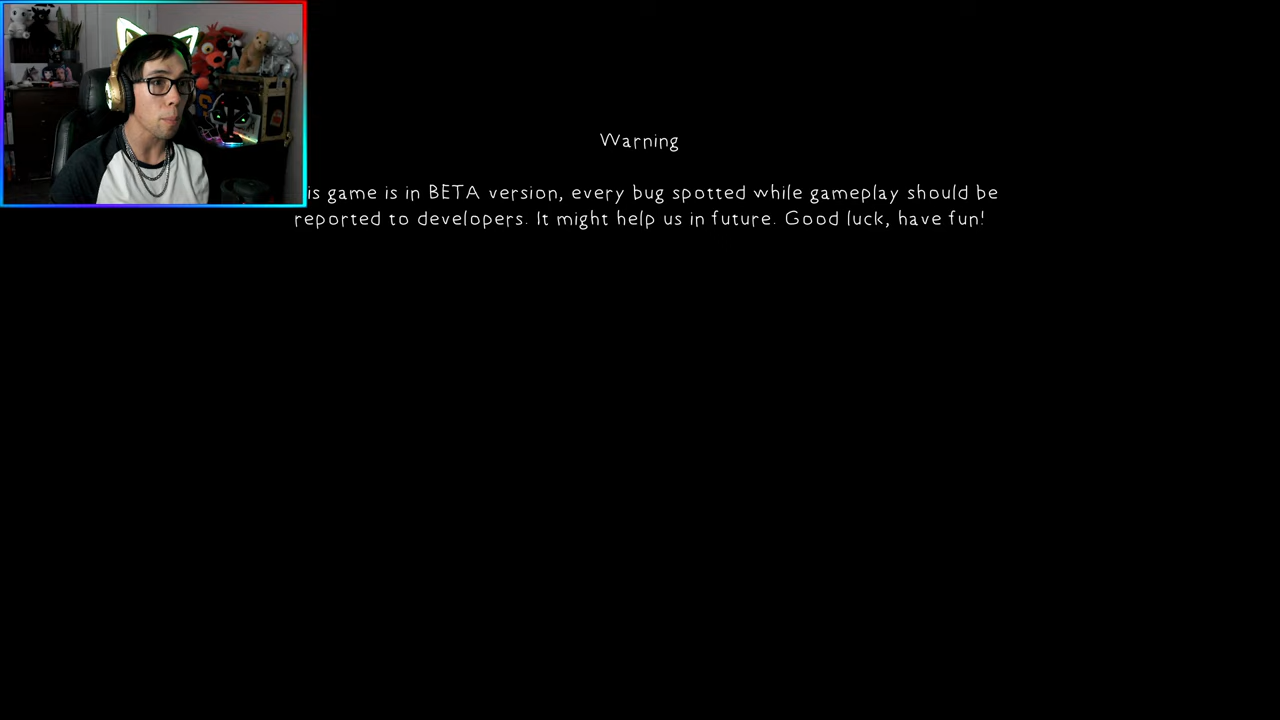 Warning
is game is in BETA version, every bug spotted while gameplay should be
reported to developers. It might help us in future. Good luck, have fun!